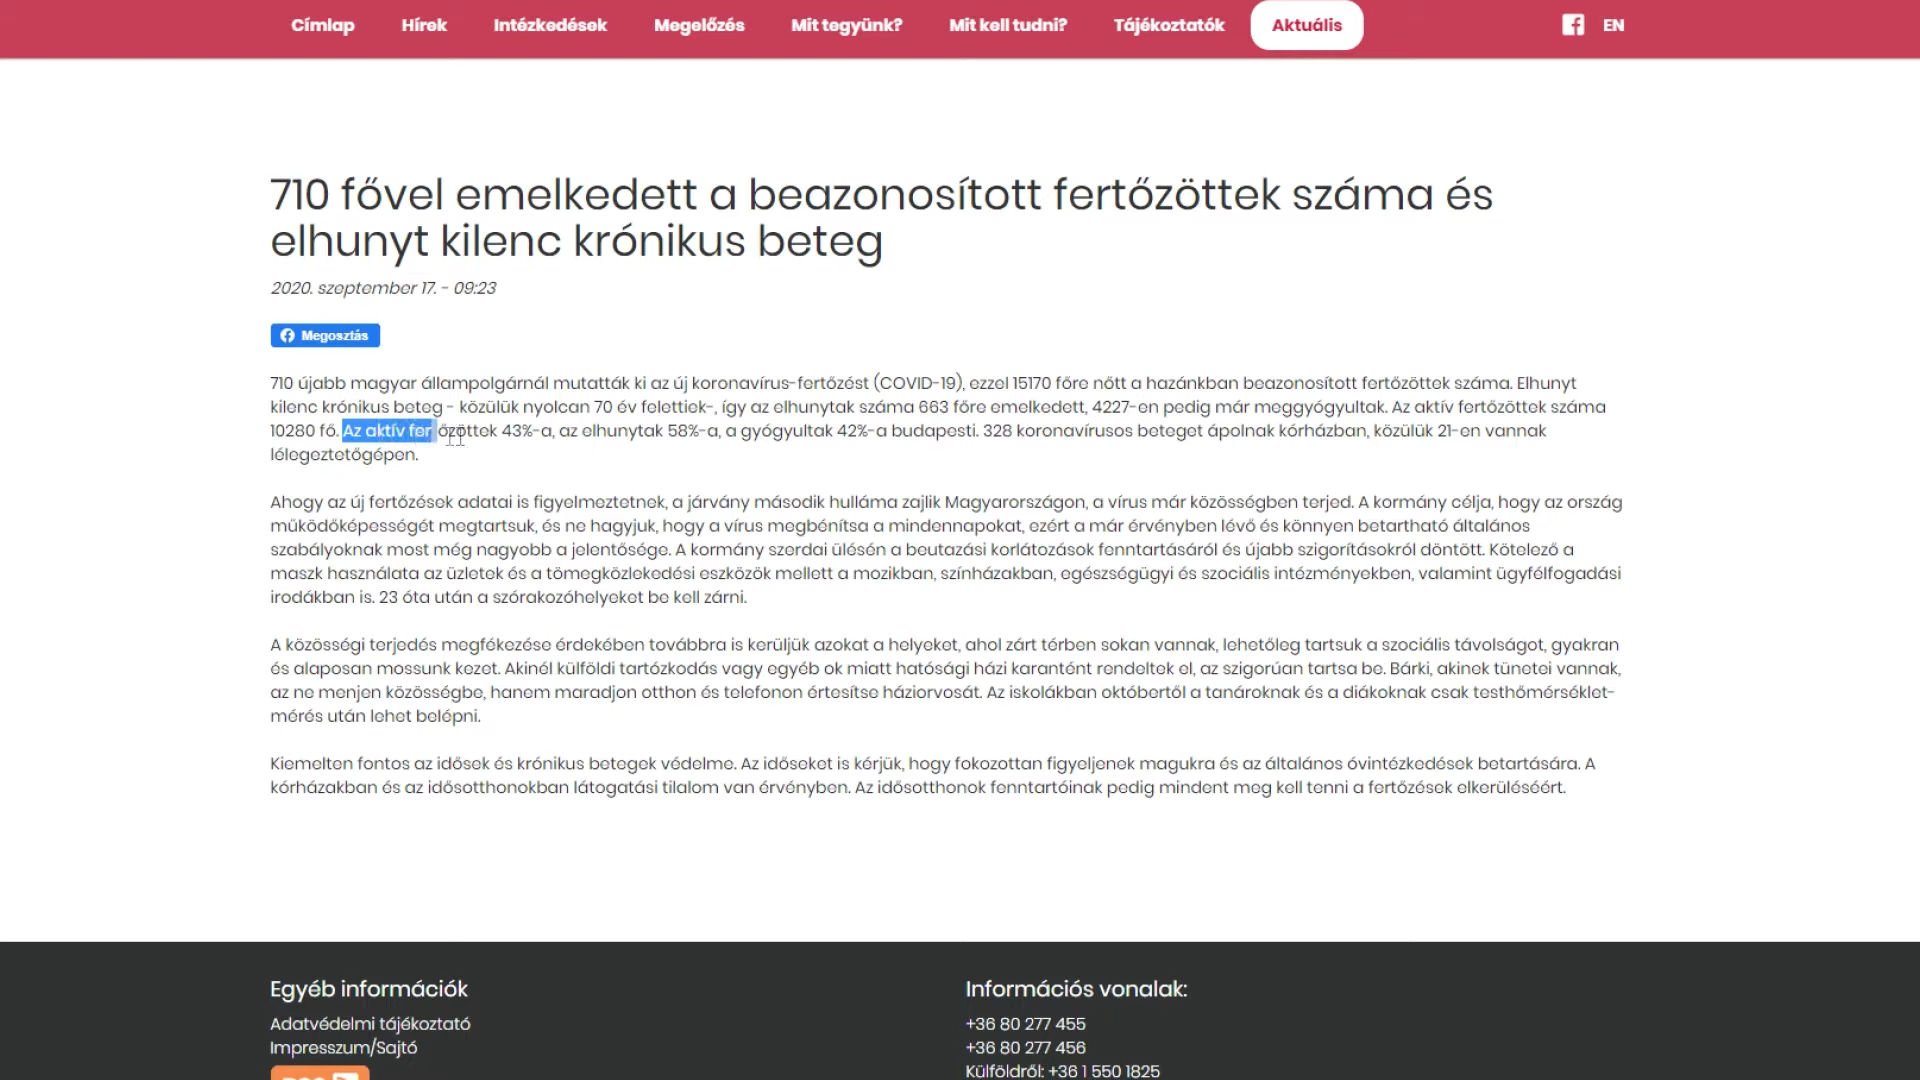 Címlap Hírek Intézkedések Megelőzés Mit tegyünk? Mit kell tudni? Tájékoztatók Aktuális EN
710 fővel emelkedett a beazonosított fertőzöttek száma és
elhunyt kilenc krónikus beteg
2020. szeptember 17. - 09:23
Megosztás
710 újabb magyar állampolgárnál mutatták ki az új koronavírus-fertőzést (COVID-19), ezzel 15170 főre nőtt a hazánkban beazonosított fertőzöttek száma. Elhunyt
kilenc krónikus beteg - közülük nyolcan 70 év felettiek-, így az elhunytak száma 663 főre emelkedett, 4227-en pedig már meggyógyultak. Az aktív fertőzöttek száma
10280 fő. Az aktív fertőzöttek 43%-a, az elhunytak 58%-a, a gyógyultak 42%-a budapesti. 328 koronavírusos beteget ápolnak kórházban, közülük 21-en vannak
lélegeztetőgépen.
Ahogy az új fertőzések adatai is figyelmeztetnek, a járvány második hulláma zajlik Magyarországon, a vírus már közösségben terjed. A kormány célja, hogy az ország
működőképességét megtartsuk, és ne hagyjuk, hogy a vírus megbénítsa a mindennapokat, ezért a már érvényben lévő és könnyen betartható általános
szabályoknak most még nagyobb a jelentősége. A kormány szerdai ülésén a beutazási korlátozások fenntartásáról és újabb szigorításokról döntött. Kötelező a
maszk használata az üzletek és a tömegközlekedési eszközök mellett a mozikban, színházakban, egészségügyi és szociális intézményekben, valamint ügyfélfogadási
irodákban is. 23 óta után a szórakozóhelyeket be kell zárni.
A közösségi terjedés megfékezése érdekében továbbra is kerüljük azokat a helyeket, ahol zárt térben sokan vannak, lehetőleg tartsuk a szociális távolságot, gyakran
és alaposan mossunk kezet. Akinél külföldi tartózkodás vagy egyéb ok miatt hatósági házi karantént rendeltek el, az szigorúan tartsa be. Bárki, akinek tünetei vannak,
az ne menjen közösségbe, hanem maradjon otthon és telefonon értesítse háziorvosát. Az iskolákban októbertől a tanároknak és a diákoknak csak testhőmérséklet-
mérés után lehet belépni.
Kiemelten fontos az idősek és krónikus betegek védelme. Az időseket is kérjük, hogy fokozottan figyeljenek magukra és az általános óvintézkedések betartására. A
kórházakban és az idősotthonokban látogatási tilalom van érvényben. Az idősotthonok fenntartóinak pedig mindent meg kell tenni a fertőzések elkerüléséért.
Egyéb információk
Adatvédelmi tájékoztató
Impresszum/Sajtó
Információs vonalak:
+36 80 277 455
+36 80 277 456
Külföldről: +36 1 550 1825